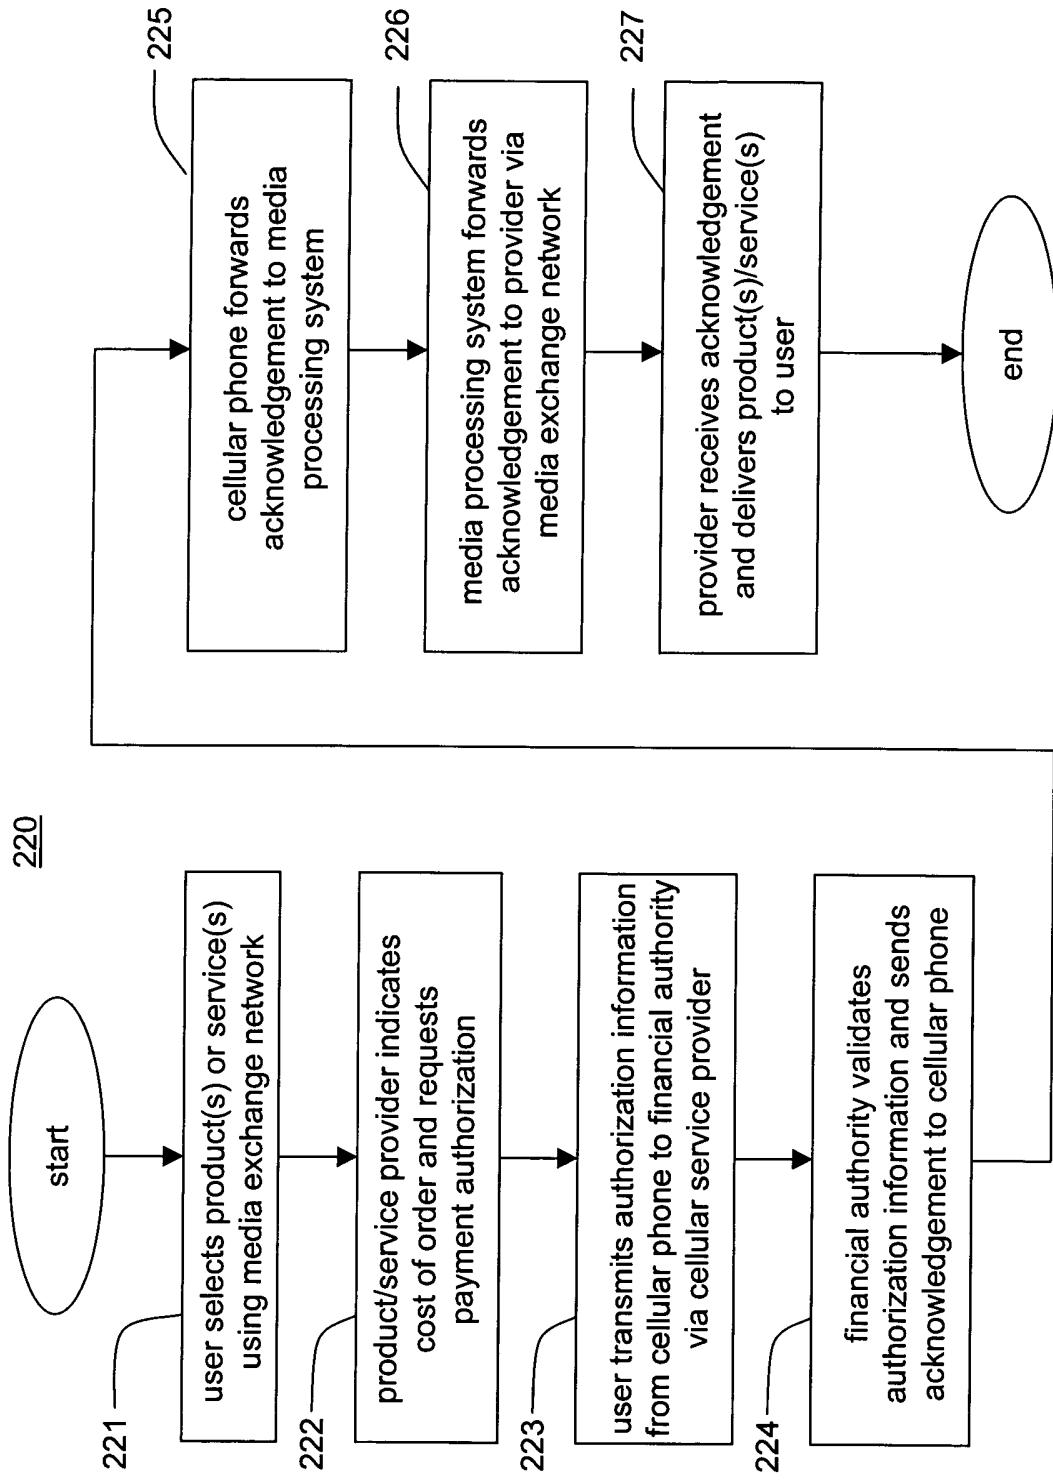 220
start
221
user selects product(s) or service(s)
using media exchange network
222
product/service provider indicates
cost of order and requests
payment authorization
223
user transmits authorization information
from cellular phone to financial authority
via cellular service provider
224
financial authority validates
authorization information and sends
acknowledgement to cellular phone
225
cellular phone forwards
acknowledgement to media
processing system
226
media processing system forwards
acknowledgement to provider via
media exchange network
227
provider receives acknowledgement
and delivers product(s)/service(s)
to user
end